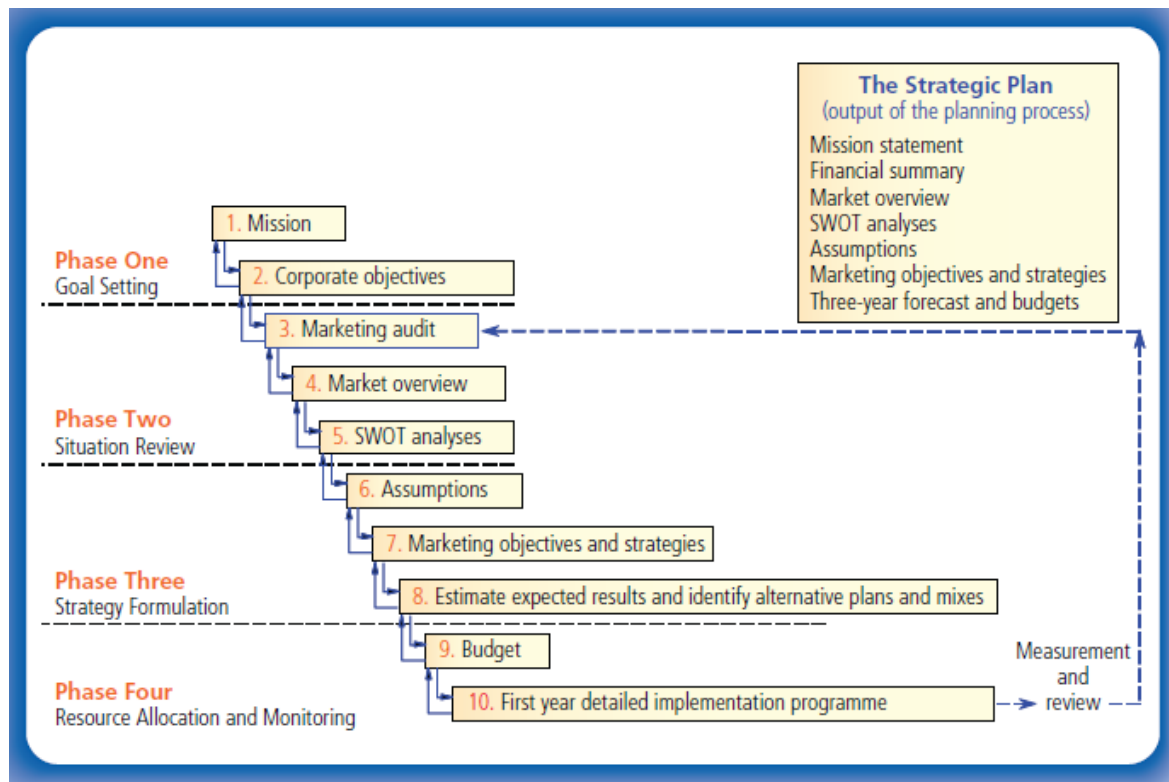 The Strategic Plan
(output of the planning process)
Mission statement
Financial summary
Market overview
SWOT analyses
Assumptions
Marketing objectives and strategies
Three-year forecast and budgets
1. Mission
Phase One
Goal Setting
2. Corporate objectives
3. Marketing audit
4. Market overview
Phase Two
Situation Review
5. SWOT analyses
6. Assumptions
7. Marketing objectives and strategies
Phase Three
Strategy Formulation
8. Estimate expected results and identify alternative plans and mixes
9. Budget
Phase Four
Resource Allocation and Monitoring
10. First year detailed implementation programme
Measurement
and
review